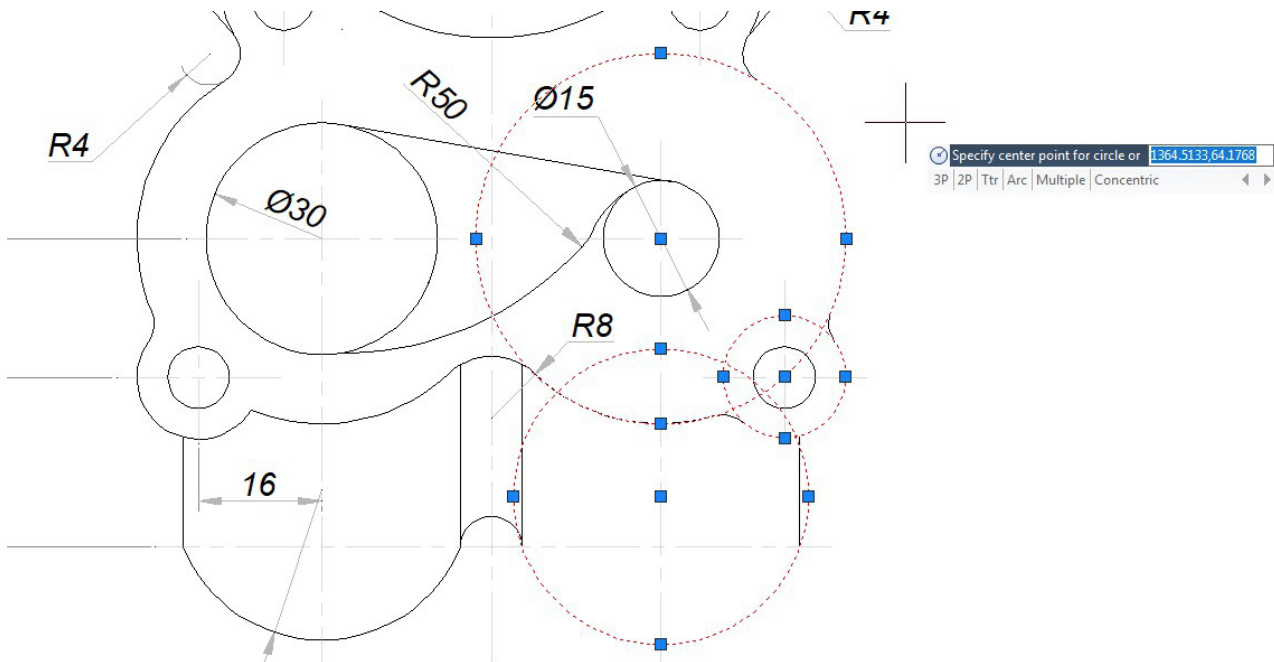 R4
R50
Ø15
R4
Specify center point for circle or 1364.5133,64.1768
3P 2P Ttr Arc Multiple Concentric
Ø30
R8
16